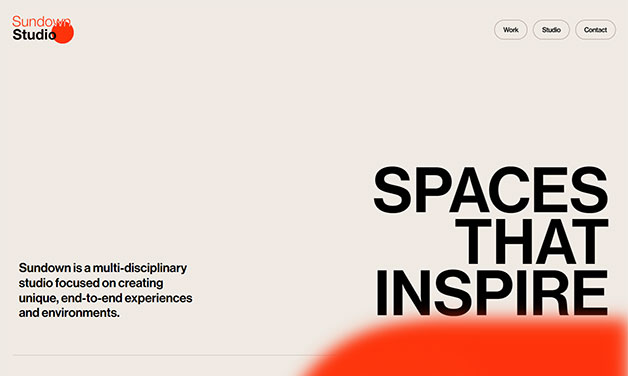 Sundown
Studio
Work
Studio
Contact
SPACES
THAT
INSPIRE
Sundown is a multi-disciplinary
studio focused on creating
unique, end-to-end experiences
and environments.